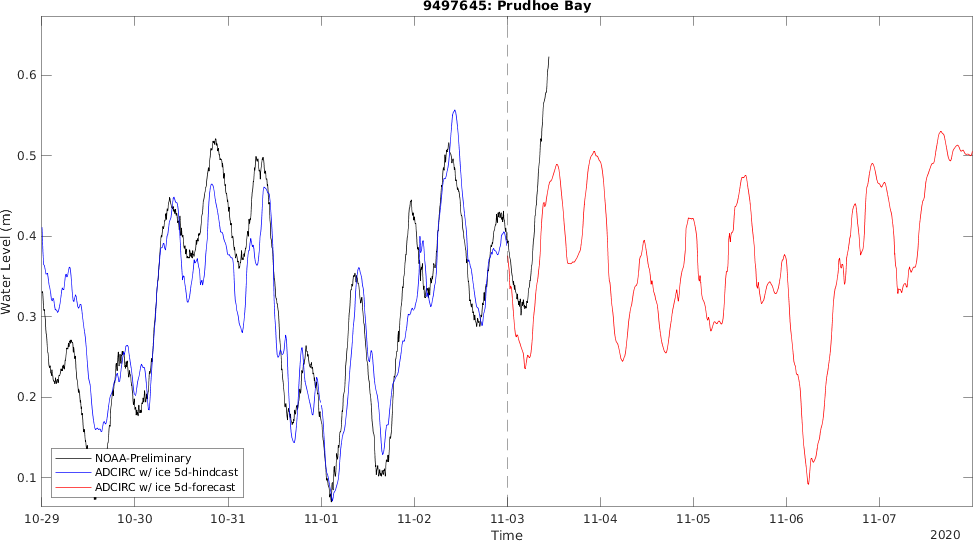 9497645: Prudhoe Bay
Water Level (m)
0.6
0.5
0.4
0.3
0.2
0.1
NOAA-Preliminary
ADCIRC w/ ice 5d-hindcast
ADCIRC w/ ice 5d-forecast
10-29 10-30 10-31 11-01 11-02 11-03 11-04 11-05 11-06 11-07
Time
2020